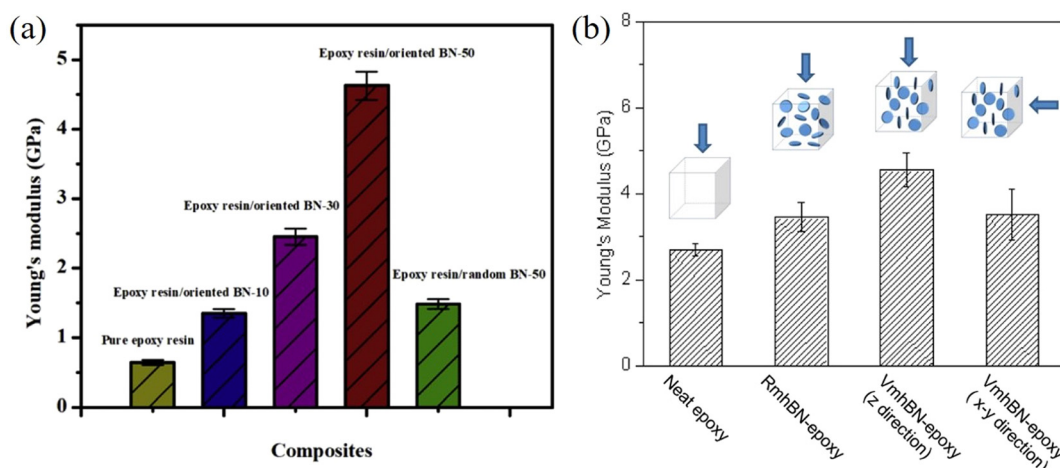 (a)
Young's modulus (GPa)
5
4
3
2
1
0
Pure epoxy resin
Epoxy resin/oriented BN-10
Epoxy resin/oriented BN-30
Epoxy resin/oriented BN-50
Epoxy resin/random BN-50
Composites
(b)
Young's Modulus (GPa)
8
6
4
2
0
Neat epoxy
RmhBN-epoxy
VmhBN-epoxy
(z direction)
VmhBN-epoxy
( x-y direction)